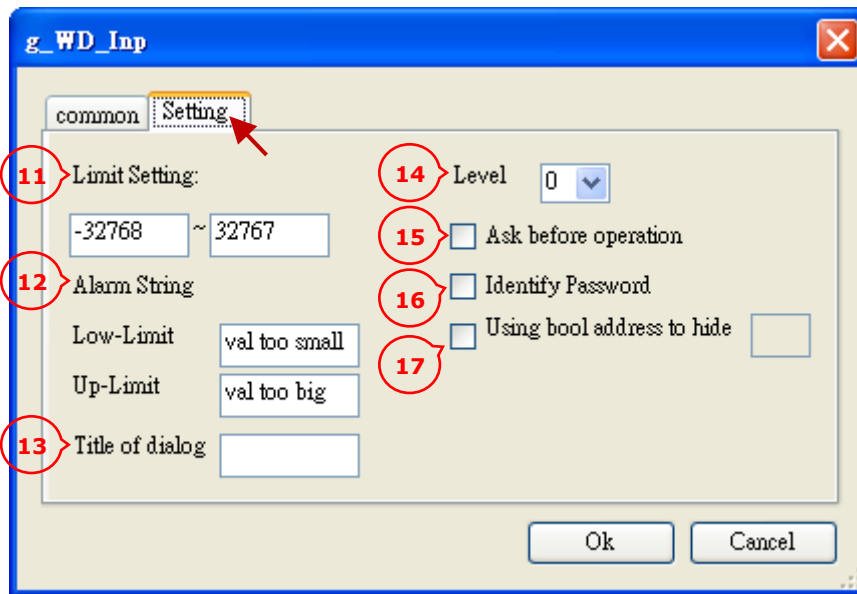 g_WD_Inp
common Setting
11 Limit Setting:
-32768 ~ 32767
12 Alarm String
Low-Limit val too small
Up-Limit val too big
13 Title of dialog
14 Level 0
15 Ask before operation
16 Identify Password
17 Using bool address to hide
Ok Cancel